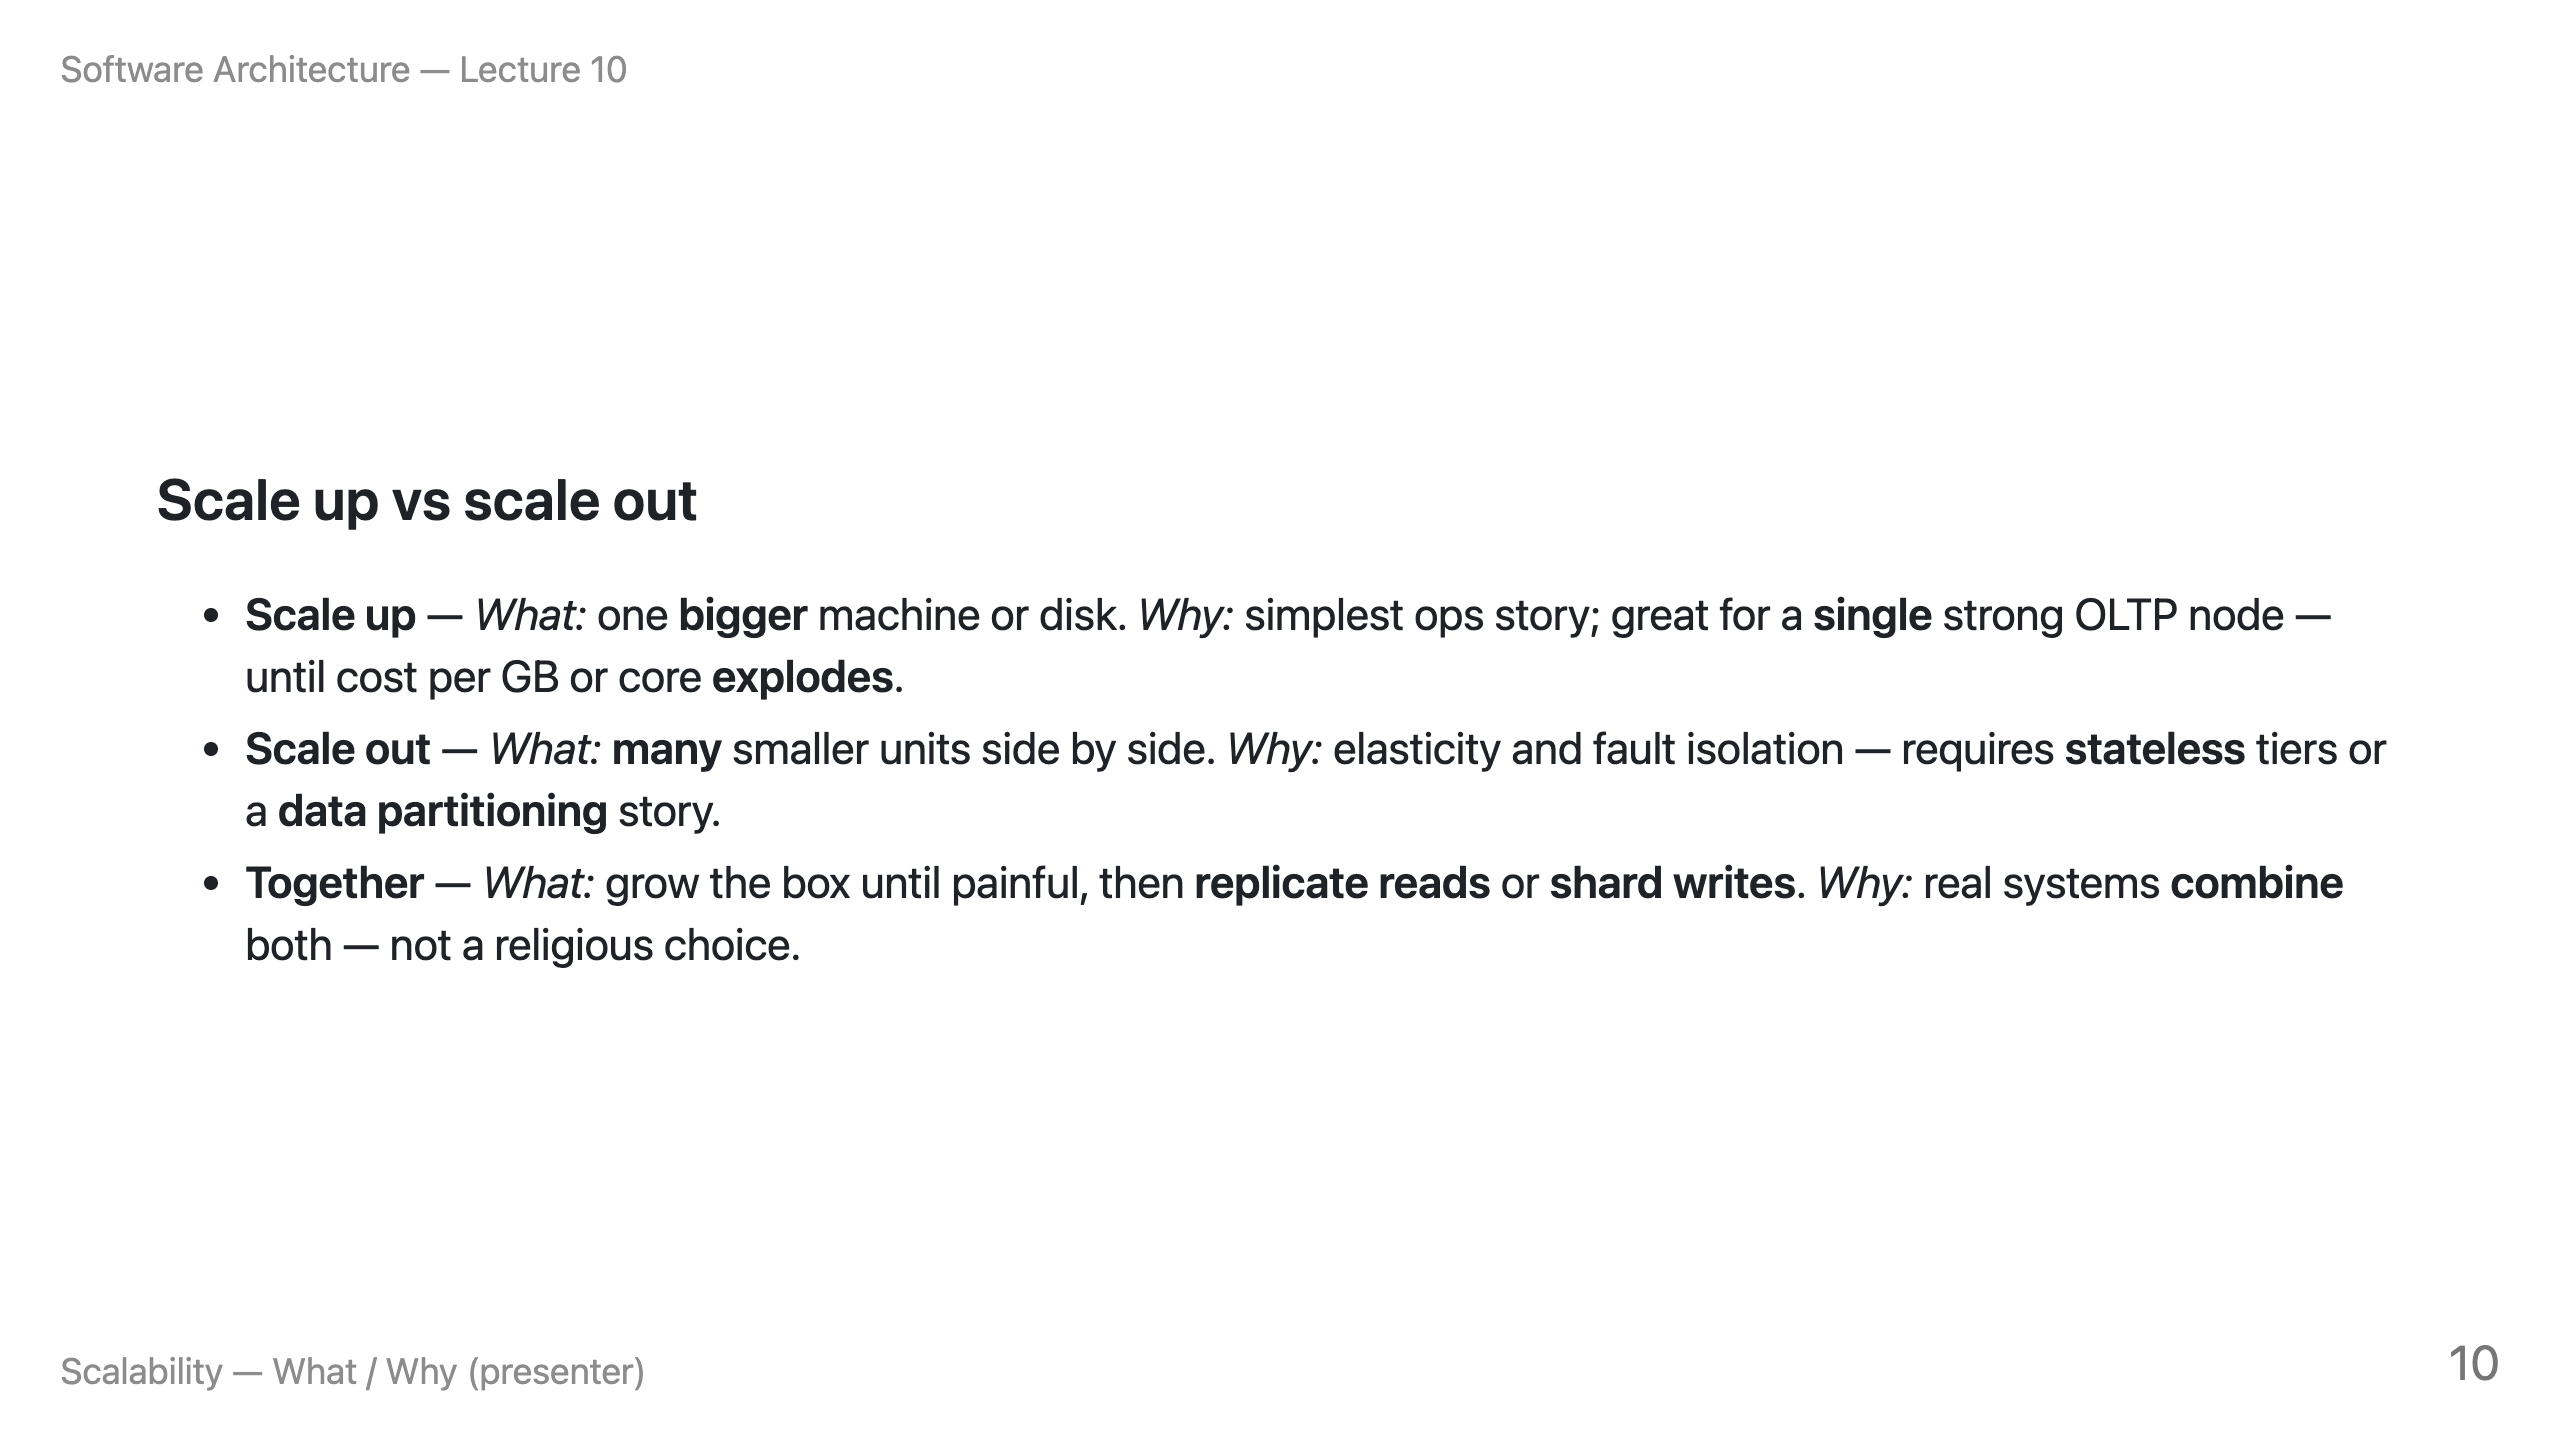 Software Architecture — Lecture 10
Scale up vs scale out
• Scale up — What: one bigger machine or disk. Why: simplest ops story; great for a single strong OLTP node —
until cost per GB or core explodes.
• Scale out — What: many smaller units side by side. Why: elasticity and fault isolation — requires stateless tiers or
a data partitioning story.
• Together — What: grow the box until painful, then replicate reads or shard writes. Why: real systems combine
both — not a religious choice.
Scalability — What / Why (presenter)
10